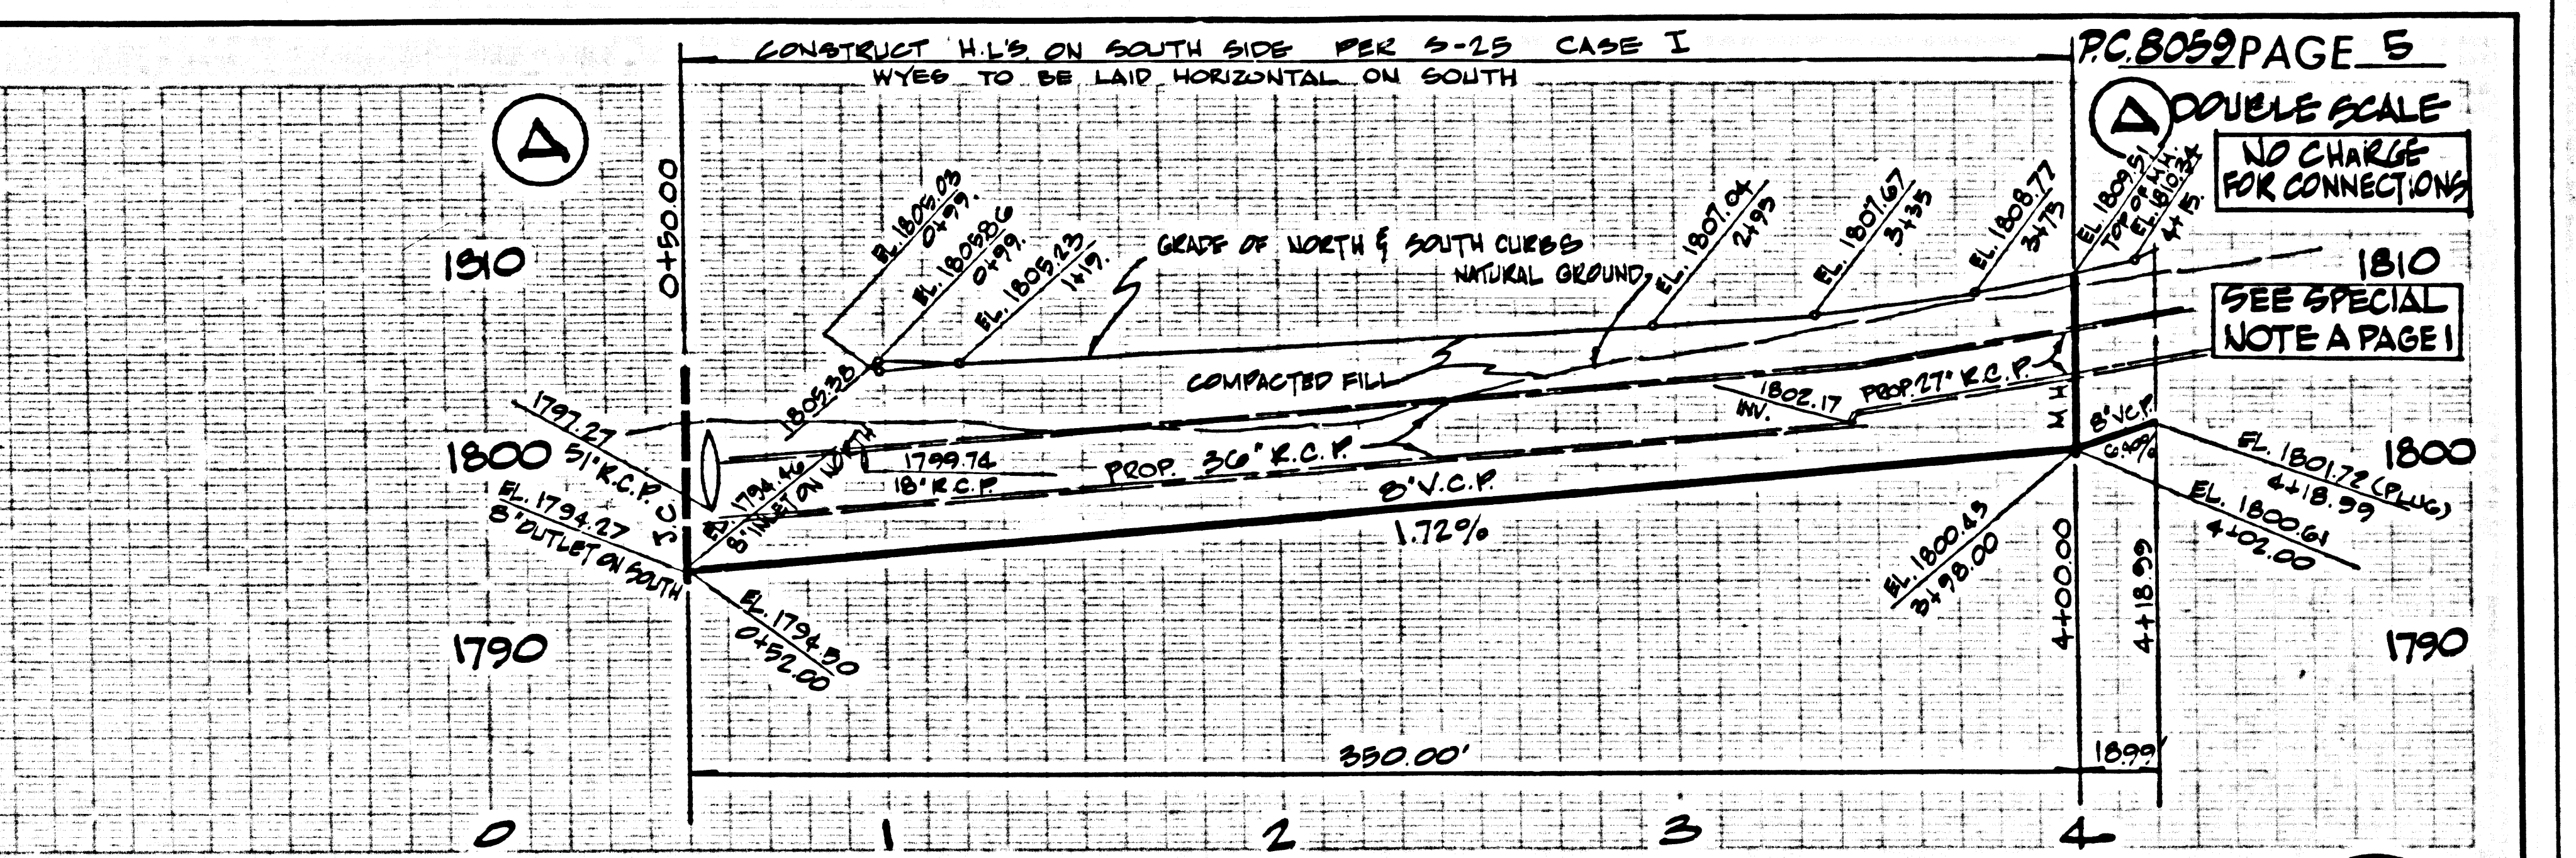 CONSTRUCT H.L'S. ON SOUTH SIDE PER S-25 CASE I
WYES TO BE LAID HORIZONTAL ON SOUTH
P.C. 8059 PAGE 5
Δ
Δ DOUBLE SCALE
NO CHARGE
FOR CONNECTIONS
0+50.00
EL. 1805.03
0+99.
EL. 1805.86
0+99.
EL. 1805.23
1+19.
GRADE OF NORTH & SOUTH CURBS
NATURAL GROUND
EL. 1807.04
2+95
EL. 1807.67
3+35
EL. 1808.77
3+75
EL 1809.51
TOP OF M.H.
EL. 1810.34
4+15.
1810
1810
SEE SPECIAL
NOTE A PAGE 1
COMPACTED FILL
1805.38
1797.27
51" R.C.P.
1800
EL. 1794.27
8" OUTLET ON SOUTH
J.C.
EL 1794.46
8" INLET ON NORTH
1799.74
18" R.C.P.
PROP. 36" R.C.P.
8" V.C.P.
1.72%
1802.17
INV.
PROP. 27" R.C.P.
M H
8" V.C.P.
6.40%
EL. 1801.72 (PLUG)
4+18.99
1800
EL. 1800.61
4+02.00
EL. 1800.45
3+98.00
4+00.00
4+18.99
EL. 1794.30
0+52.00
1790
1790
350.00'
18.99'
0 1 2 3 4